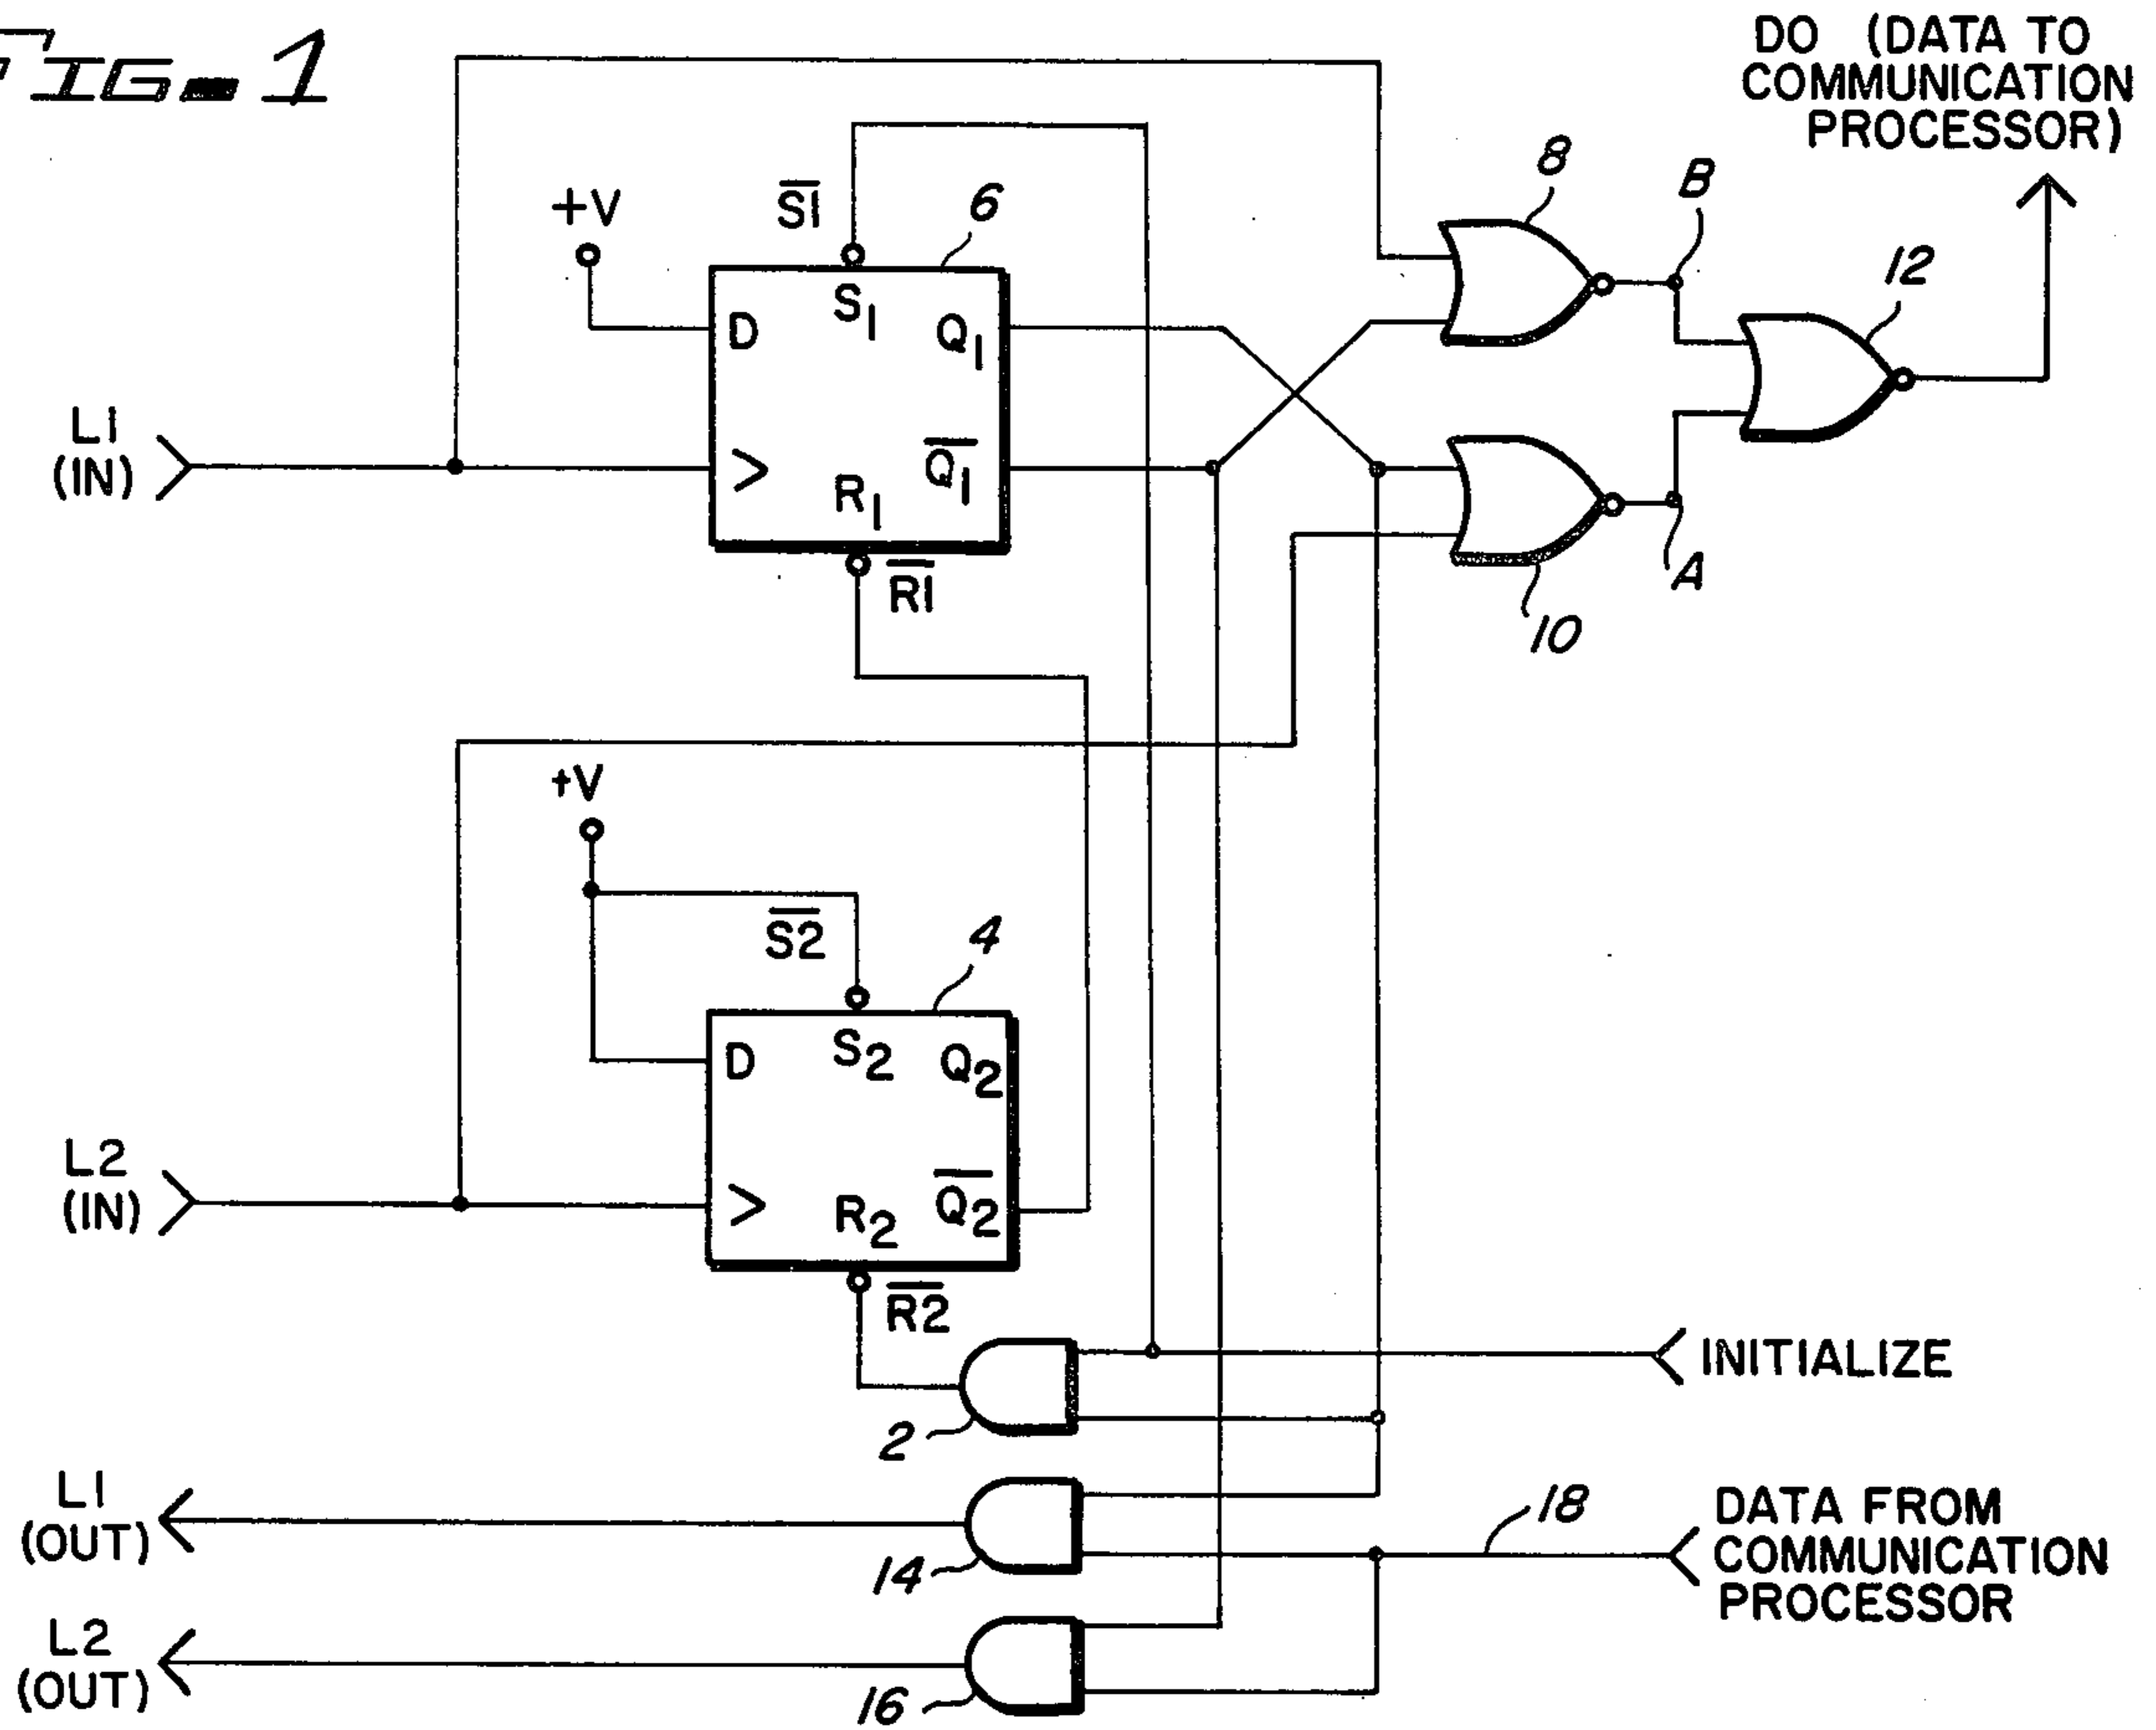 FIG. 1
DO (DATA TO
COMMUNICATION
PROCESSOR)
8
B
+V
S1
6
12
D
S1
Q1
L1
(IN)
>
R1
Q1
R1
A
10
+V
S2
4
D
S2
Q2
L2
(IN)
>
R2
Q2
R2
INITIALIZE
2
L1
(OUT)
18
DATA FROM
COMMUNICATION
PROCESSOR
14
L2
(OUT)
16